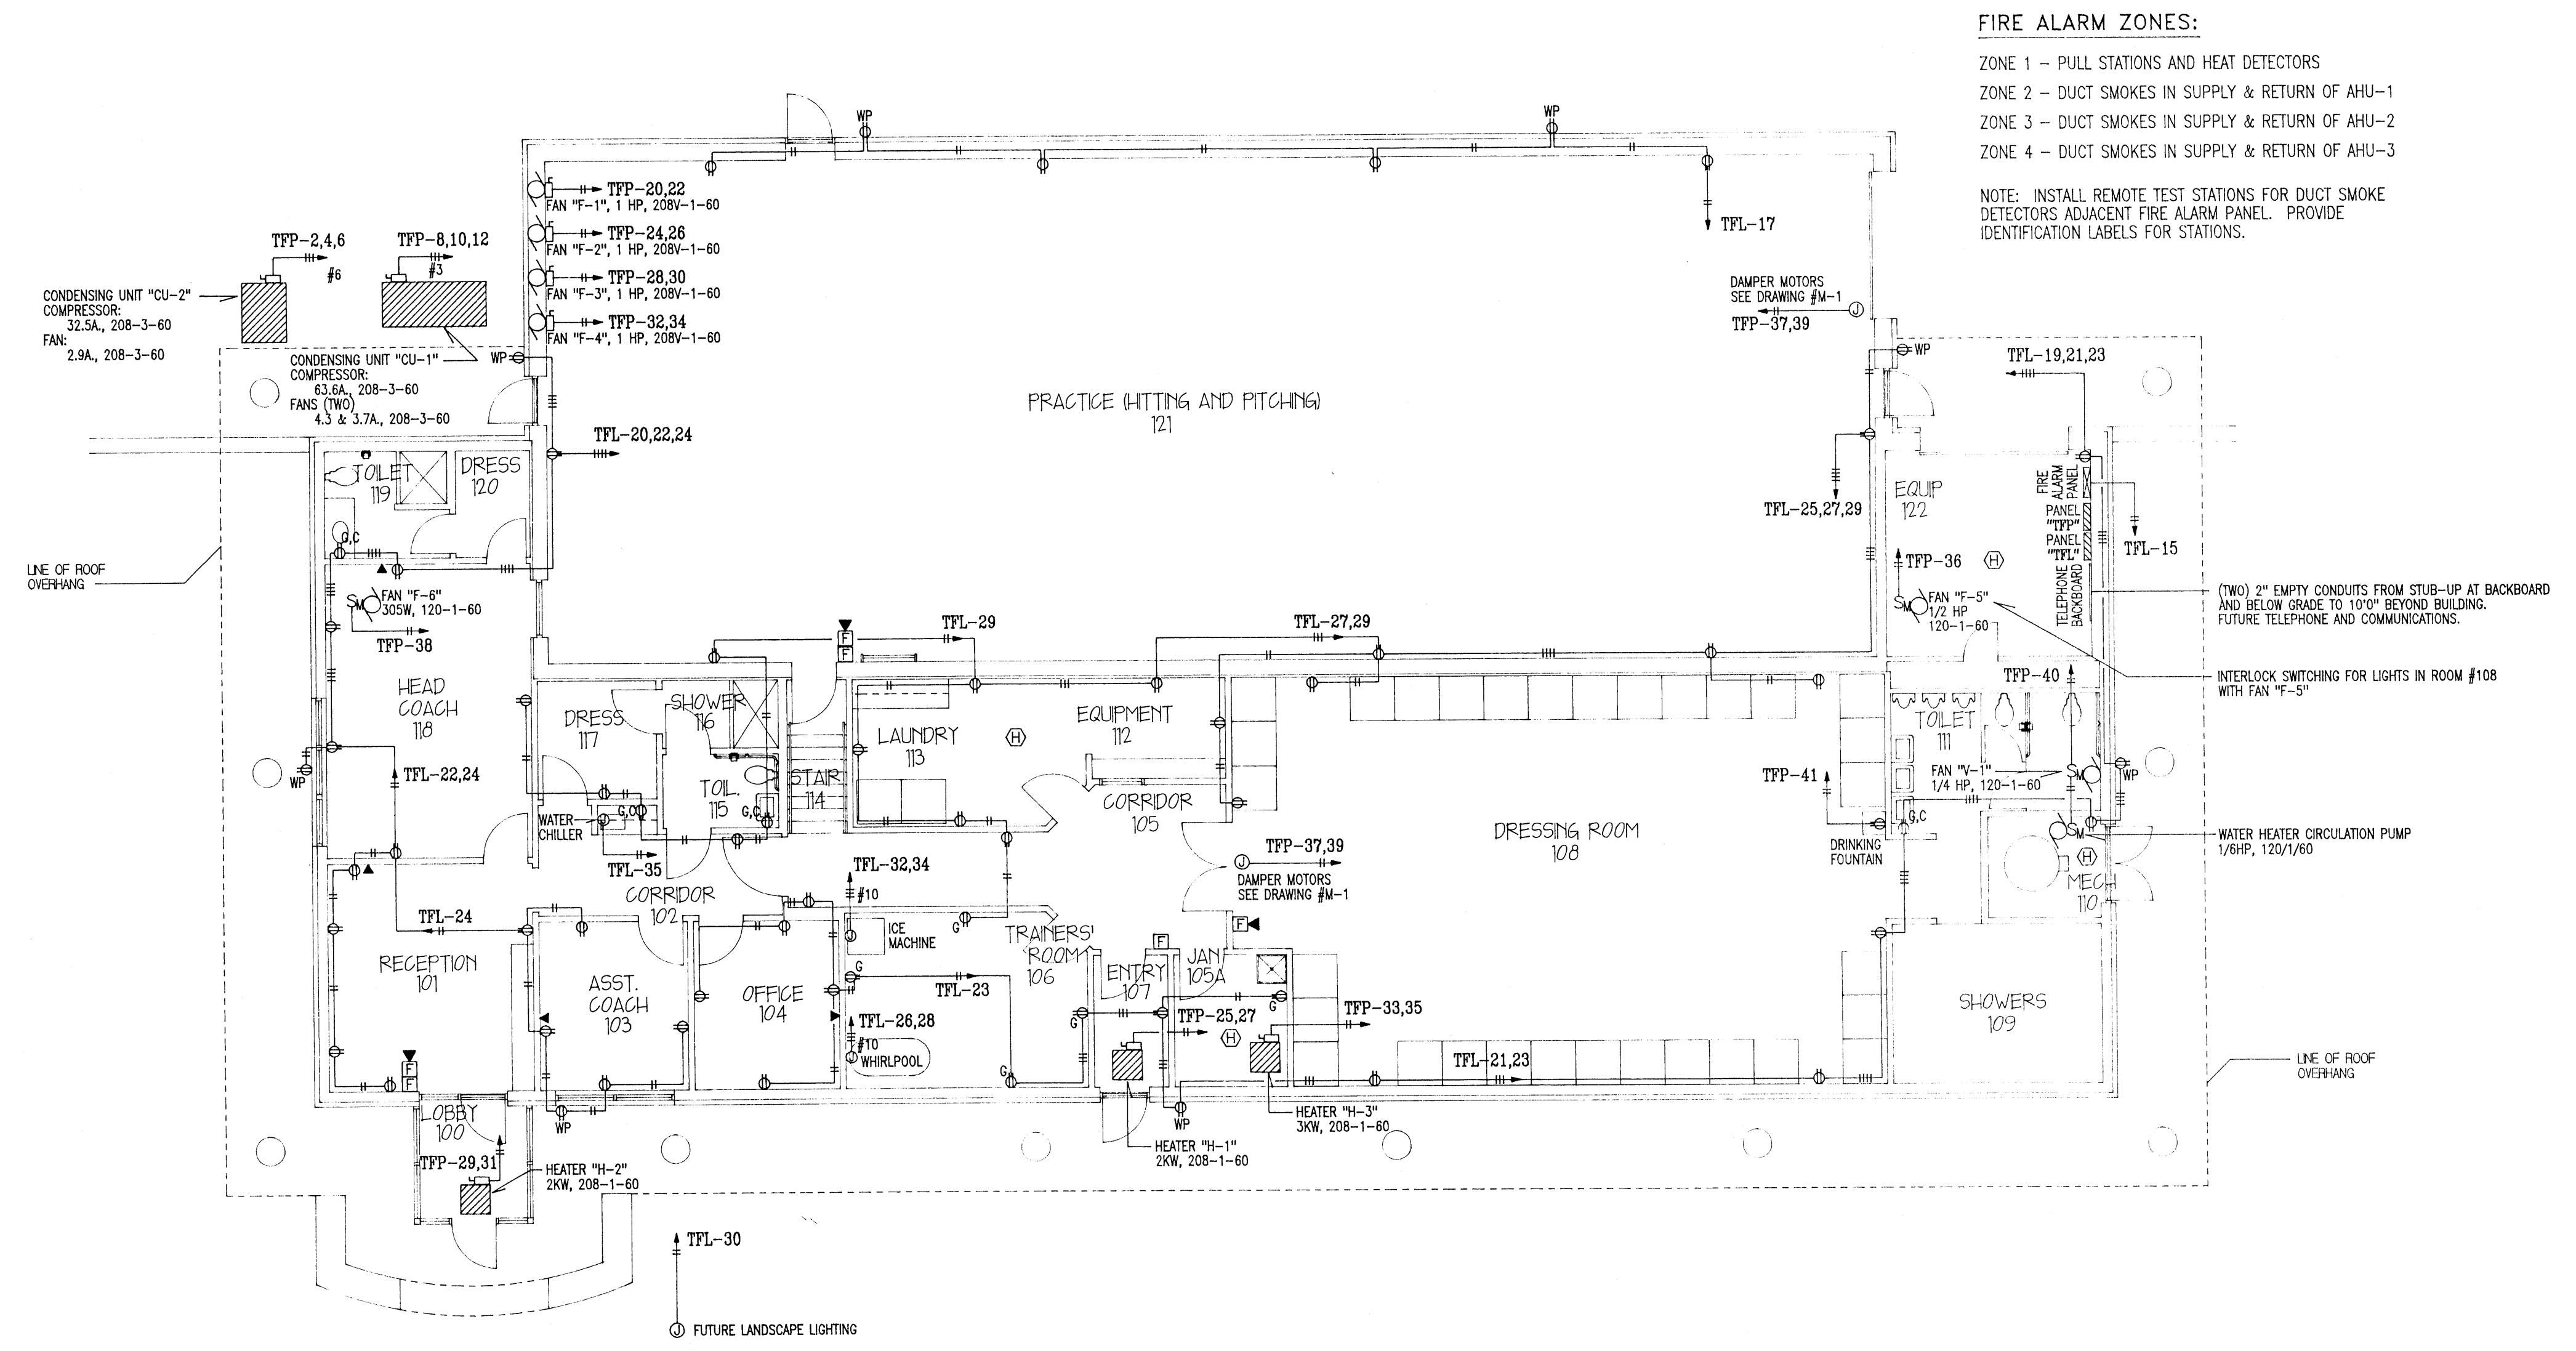 FIRE ALARM ZONES:
ZONE 1 – PULL STATIONS AND HEAT DETECTORS
ZONE 2 – DUCT SMOKES IN SUPPLY & RETURN OF AHU–1
ZONE 3 – DUCT SMOKES IN SUPPLY & RETURN OF AHU–2
ZONE 4 – DUCT SMOKES IN SUPPLY & RETURN OF AHU–3
NOTE: INSTALL REMOTE TEST STATIONS FOR DUCT SMOKE
DETECTORS ADJACENT FIRE ALARM PANEL. PROVIDE
IDENTIFICATION LABELS FOR STATIONS.
WP
WP
TFP–20,22
FAN "F–1", 1 HP, 208V–1–60
TFP–24,26
FAN "F–2", 1 HP, 208V–1–60
TFP–28,30
FAN "F–3", 1 HP, 208V–1–60
TFP–32,34
FAN "F–4", 1 HP, 208V–1–60
TFL–17
TFP–2,4,6
#6
TFP–8,10,12
#3
CONDENSING UNIT "CU–2"
COMPRESSOR:
32.5A., 208–3–60
FAN:
2.9A., 208–3–60
CONDENSING UNIT "CU–1"
COMPRESSOR:
63.6A., 208–3–60
FANS (TWO)
4.3 & 3.7A., 208–3–60
WP
DAMPER MOTORS
SEE DRAWING #M–1
J
TFP–37,39
WP
TFL–19,21,23
PRACTICE (HITTING AND PITCHING)
121
TFL–20,22,24
TOILET
119
DRESS
120
G,C
TFL–25,27,29
EQUIP
122
FIRE
ALARM
PANEL
PANEL
"TFP"
PANEL
"TFL"
TELEPHONE
BACKBOARD
TFL–15
TFP–36
H
LINE OF ROOF
OVERHANG
FAN "F–6"
305W, 120–1–60
SM
TFP–38
FAN "F–5"
1/2 HP
120–1–60
SM
(TWO) 2" EMPTY CONDUITS FROM STUB–UP AT BACKBOARD
AND BELOW GRADE TO 10'0" BEYOND BUILDING.
FUTURE TELEPHONE AND COMMUNICATIONS.
F
F
TFL–29
TFL–27,29
INTERLOCK SWITCHING FOR LIGHTS IN ROOM #108
WITH FAN "F–5"
TFP–40
HEAD
COACH
118
DRESS
117
SHOWER
116
LAUNDRY
113
H
EQUIPMENT
112
TOILET
111
WP
TFL–22,24
TOIL.
115
STAIR
114
G,C
G,C
WATER
CHILLER
J
TFL–35
CORRIDOR
105
TFP–41
DRESSING ROOM
108
FAN "V–1"
1/4 HP, 120–1–60
SM
WP
G,C
DRINKING
FOUNTAIN
SM
WATER HEATER CIRCULATION PUMP
1/6HP, 120/1/60
H
MECH
110
TFL–32,34
#10
J
ICE
MACHINE
TFP–37,39
J
DAMPER MOTORS
SEE DRAWING #M–1
CORRIDOR
102
TFL–24
G
F
F
RECEPTION
101
ASST.
COACH
103
OFFICE
104
G
TFL–23
TRAINERS'
ROOM
106
ENTRY
107
JAN
105A
G
SHOWERS
109
TFL–26,28
#10
J
WHIRLPOOL
G
G
TFP–25,27
H
TFP–33,35
TFL–21,23
LINE OF ROOF
OVERHANG
F
F
LOBBY
100
WP
WP
HEATER "H–3"
3KW, 208–1–60
HEATER "H–1"
2KW, 208–1–60
TFP–29,31
HEATER "H–2"
2KW, 208–1–60
TFL–30
J
FUTURE LANDSCAPE LIGHTING